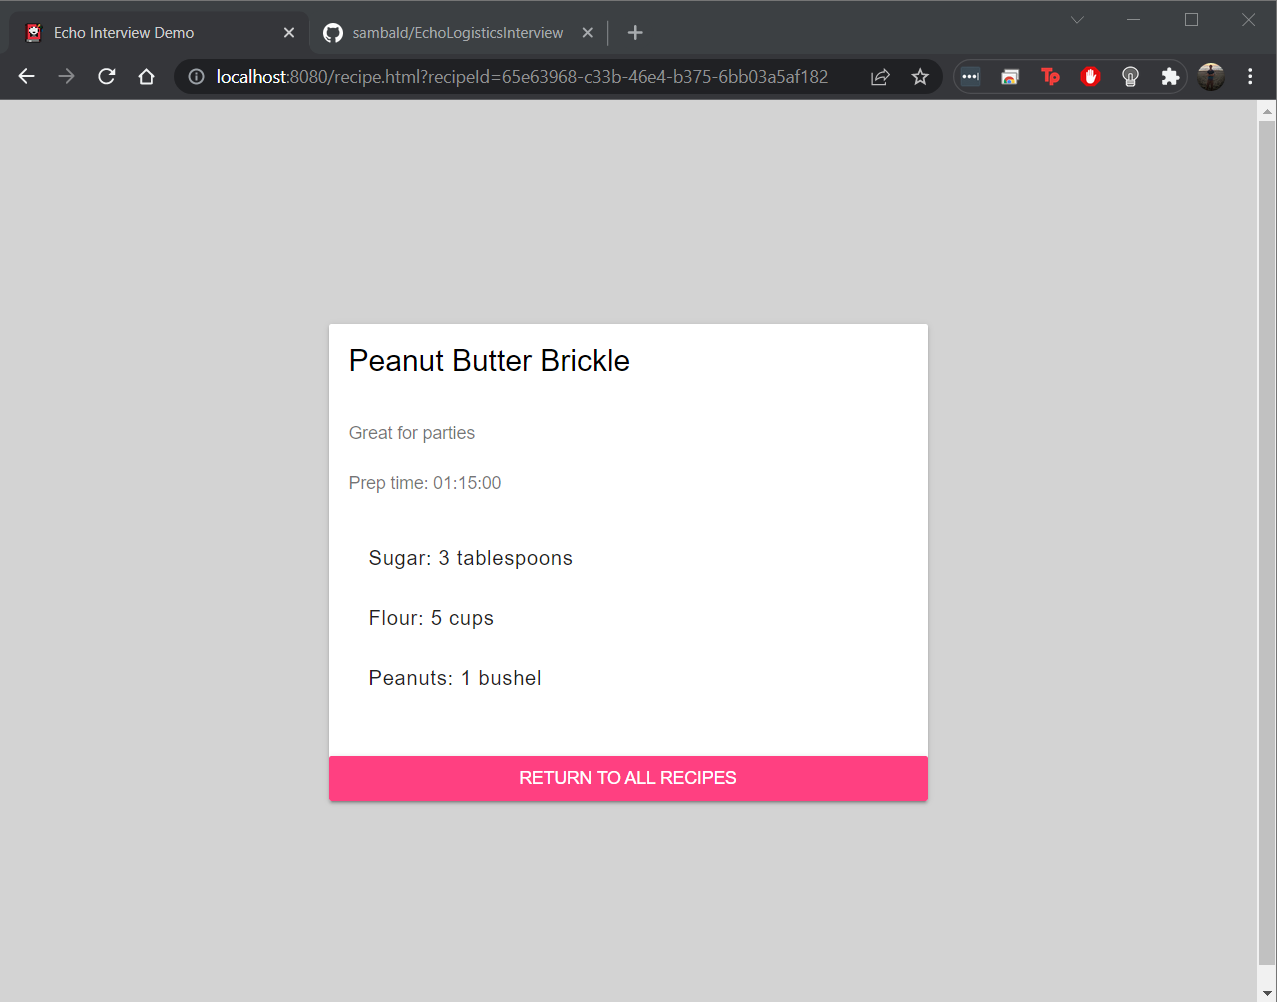 Echo Interview Demo
sambald/EchoLogisticsInterview
localhost:8080/recipe.html?recipeId=65e63968-c33b-46e4-b375-6bb03a5af182
Tp
Peanut Butter Brickle
Great for parties
Prep time: 01:15:00
Sugar: 3 tablespoons
Flour: 5 cups
Peanuts: 1 bushel
RETURN TO ALL RECIPES